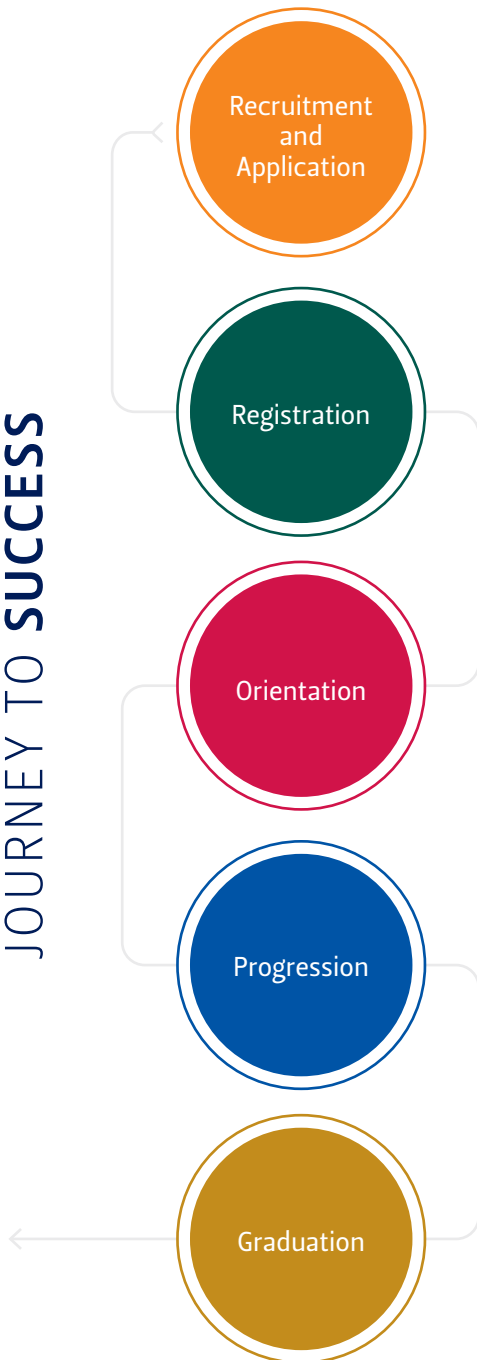 JOURNEY TO SUCCESS
Recruitment
and
Application
Registration
Orientation
Progression
Graduation